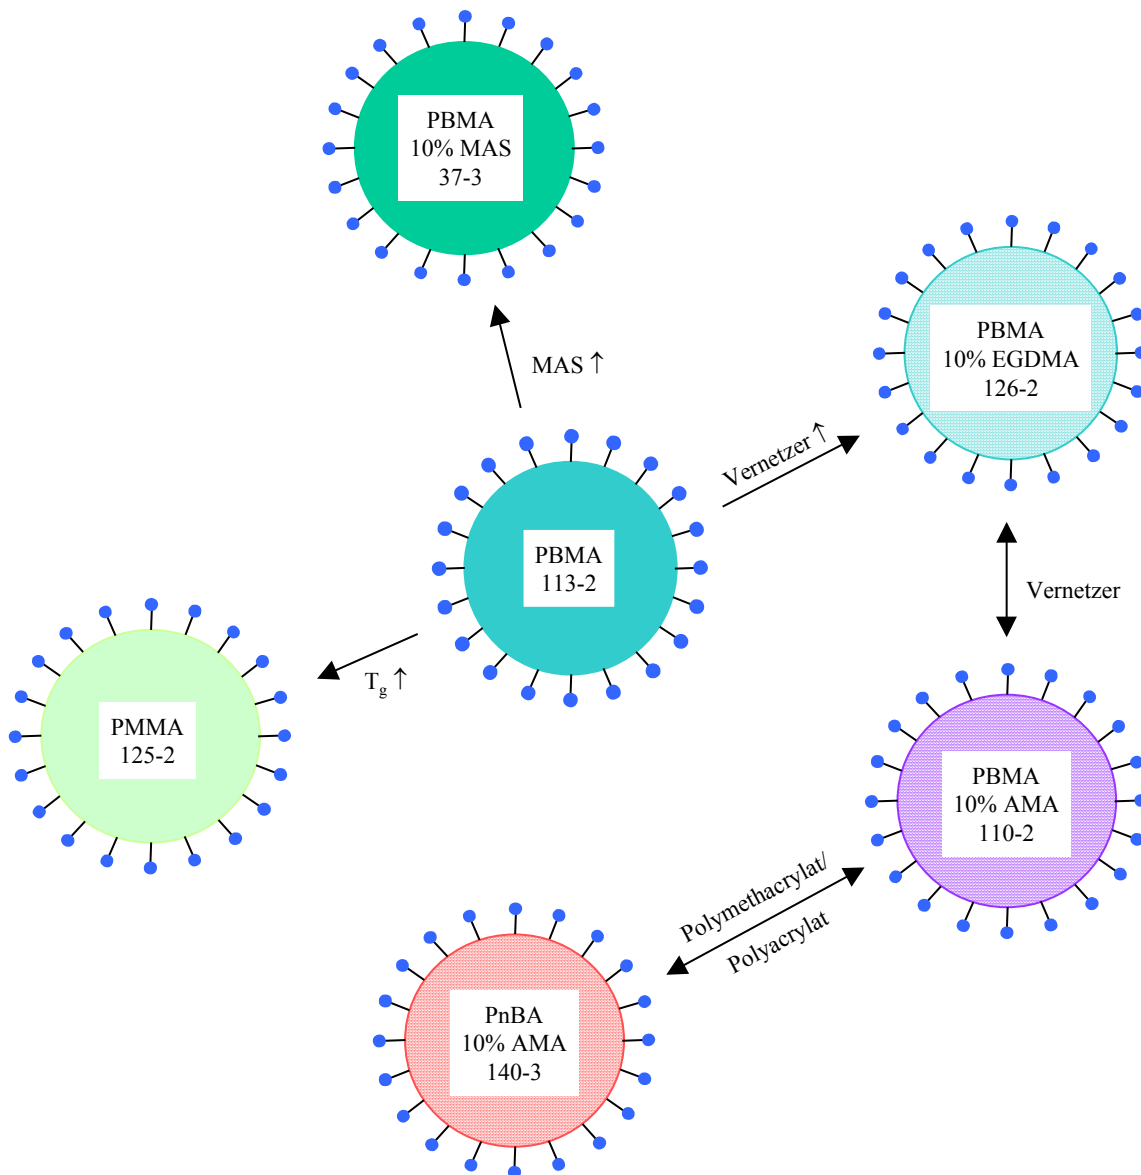 PBMA
10% MAS
37-3
MAS ↑
PBMA
10% EGDMA
126-2
Vernetzer ↑
PBMA
113-2
Vernetzer
Tg ↑
PMMA
125-2
PBMA
10% AMA
110-2
Polymethacrylat/
Polyacrylat
PnBA
10% AMA
140-3